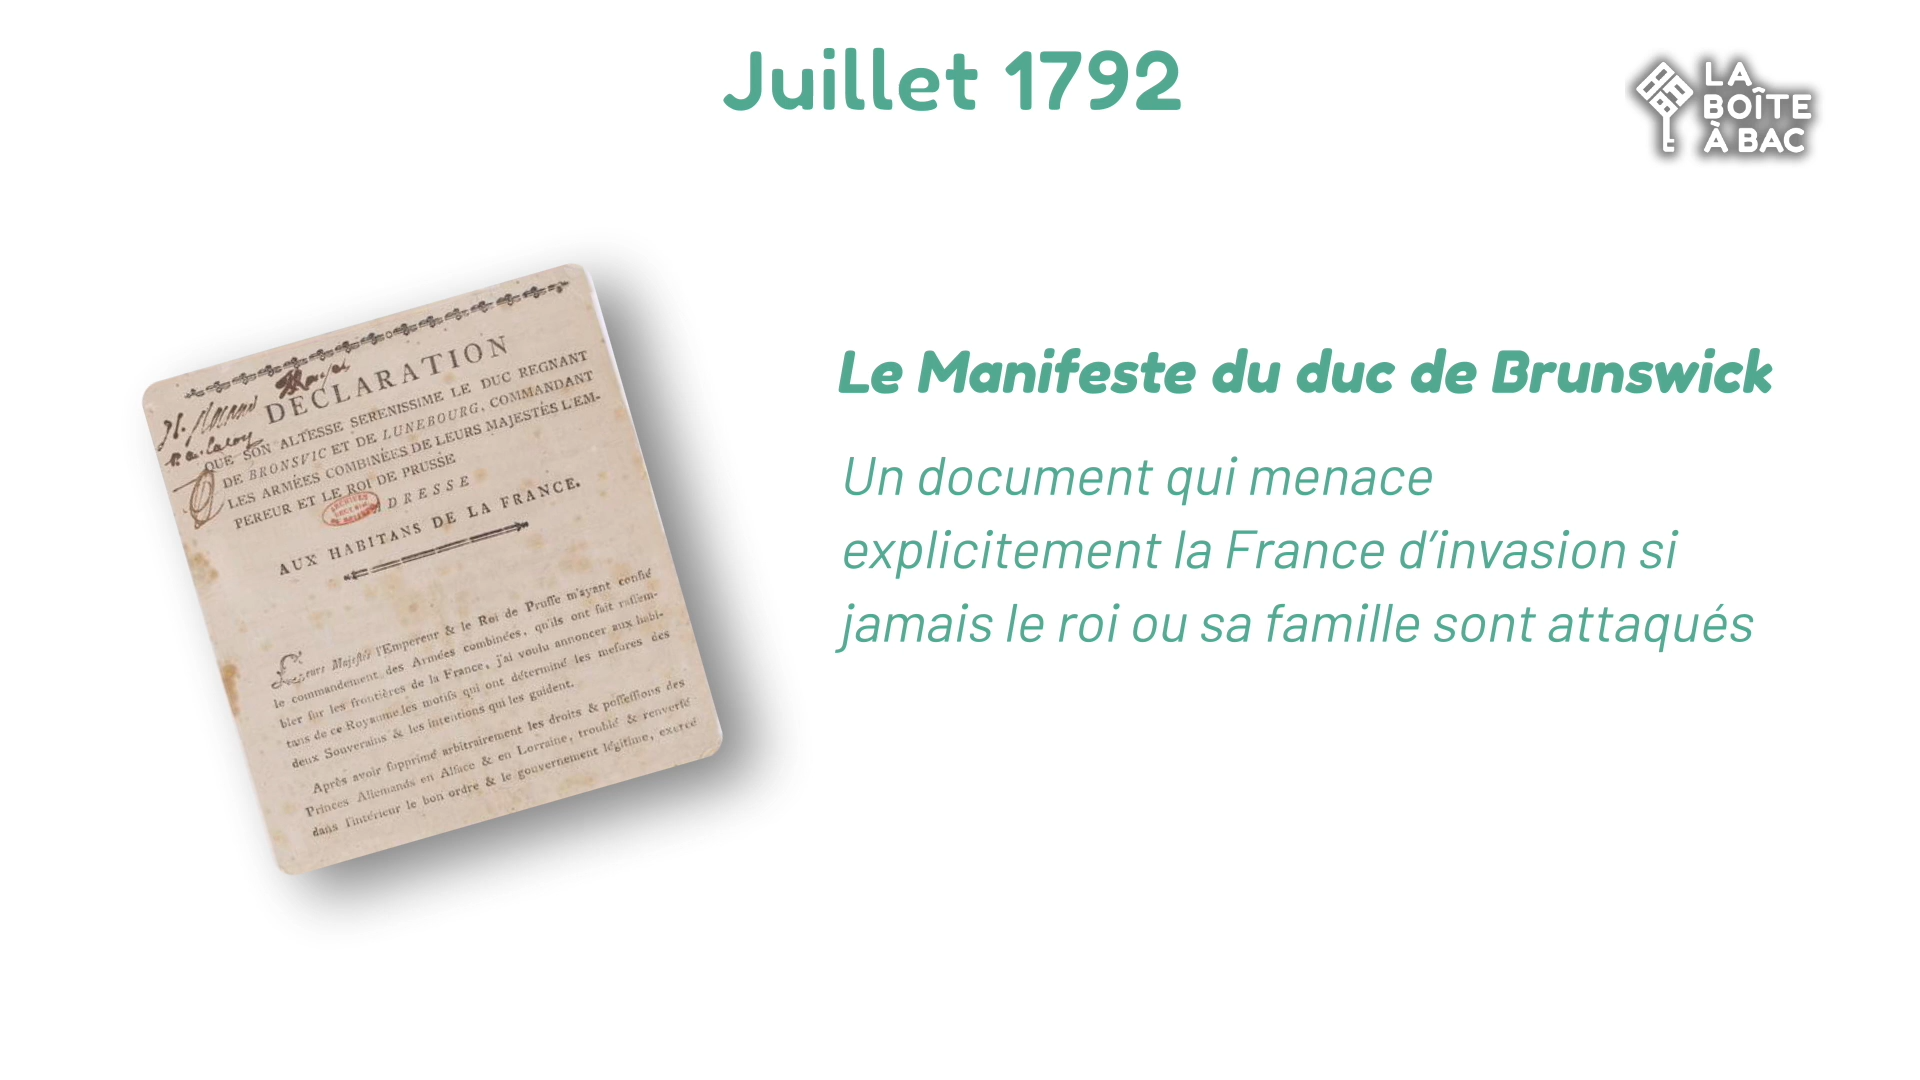 Juillet 1792
LA
BOÎTE
À BAC
DÉCLARATION
QUE SON ALTESSE SERENISSIME LE DUC REGNANT
DE BRONSVIC ET DE LUNEBOURG, COMMANDANT
LES ARMÉES COMBINÉES DE LEURS MAJESTÉS L'EM-
PEREUR ET LE ROI DE PRUSSE
ADRESSE
AUX HABITANS DE LA FRANCE.
Leurs Majestés l'Empereur & le Roi de Prusse m'ayant confié
le commandement des Armées combinées, qu'ils ont fait rassem-
bler sur les frontières de la France, j'ai voulu annoncer aux habi-
tans de ce Royaume les motifs qui ont déterminé les mesures des
deux Souverains & les intentions qui les guident.
Après avoir supprimé arbitrairement les droits & possessions des
Princes Allemands en Alsace & en Lorraine, troublé & renversé
dans l'intérieur le bon ordre & le gouvernement légitime, exercé
Le Manifeste du duc de Brunswick
Un document qui menace
explicitement la France d'invasion si
jamais le roi ou sa famille sont attaqués